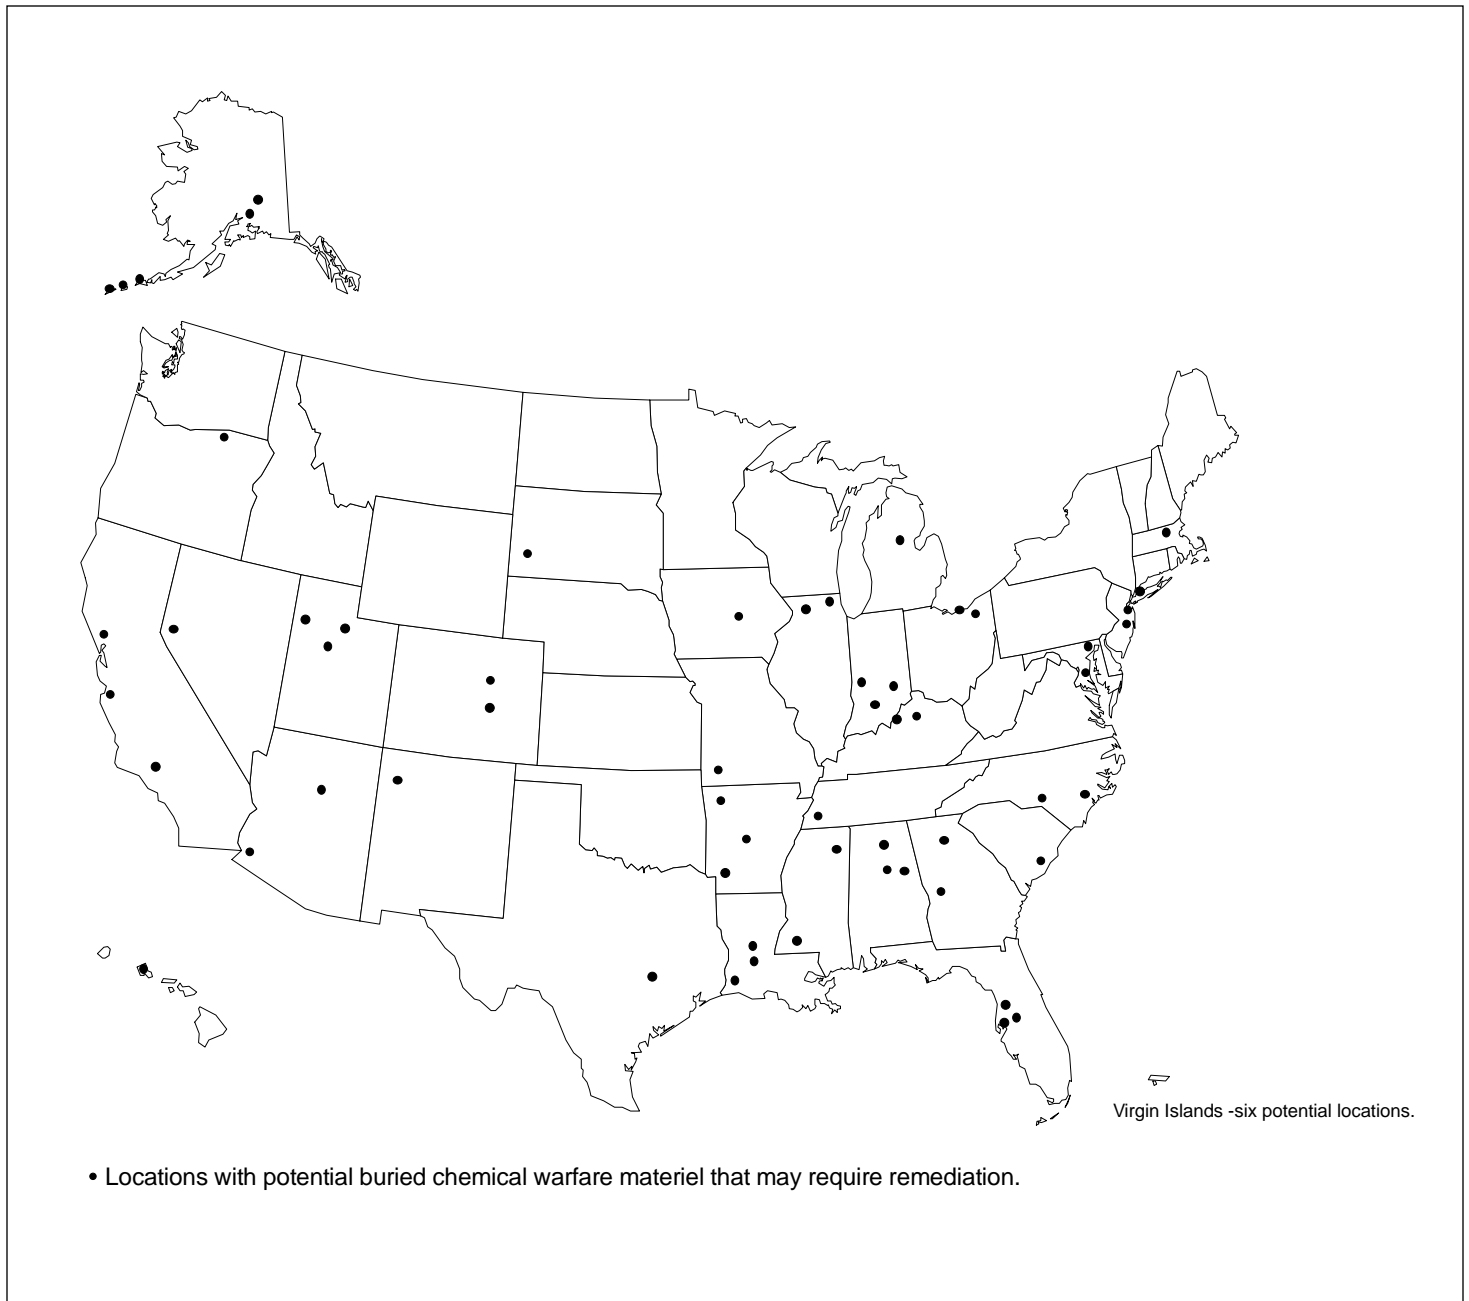 Virgin Islands -six potential locations.
• Locations with potential buried chemical warfare materiel that may require remediation.